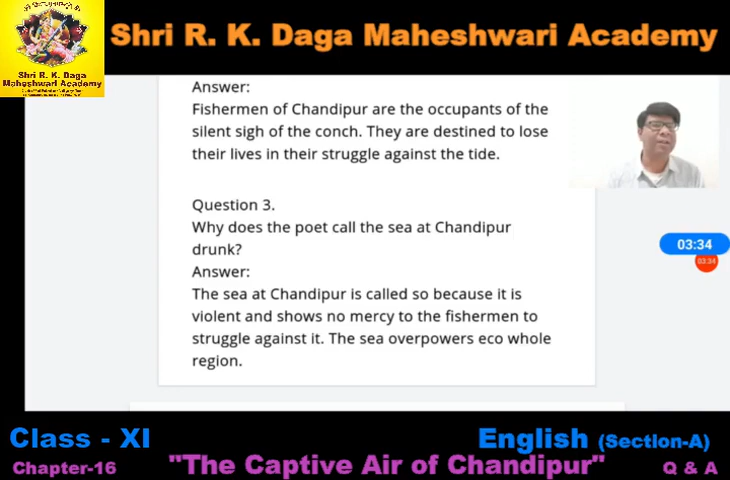 Shri R. K. Daga Maheshwari Academy
Shri R. K. Daga
Maheshwari Academy
Answer:
Fishermen of Chandipur are the occupants of the
silent sigh of the conch. They are destined to lose
their lives in their struggle against the tide.
Question 3.
Why does the poet call the sea at Chandipur
drunk?
Answer:
The sea at Chandipur is called so because it is
violent and shows no mercy to the fishermen to
struggle against it. The sea overpowers eco whole
region.
03:34
03:34
Class - XI
English (Section-A)
Chapter-16
"The Captive Air of Chandipur"
Q & A